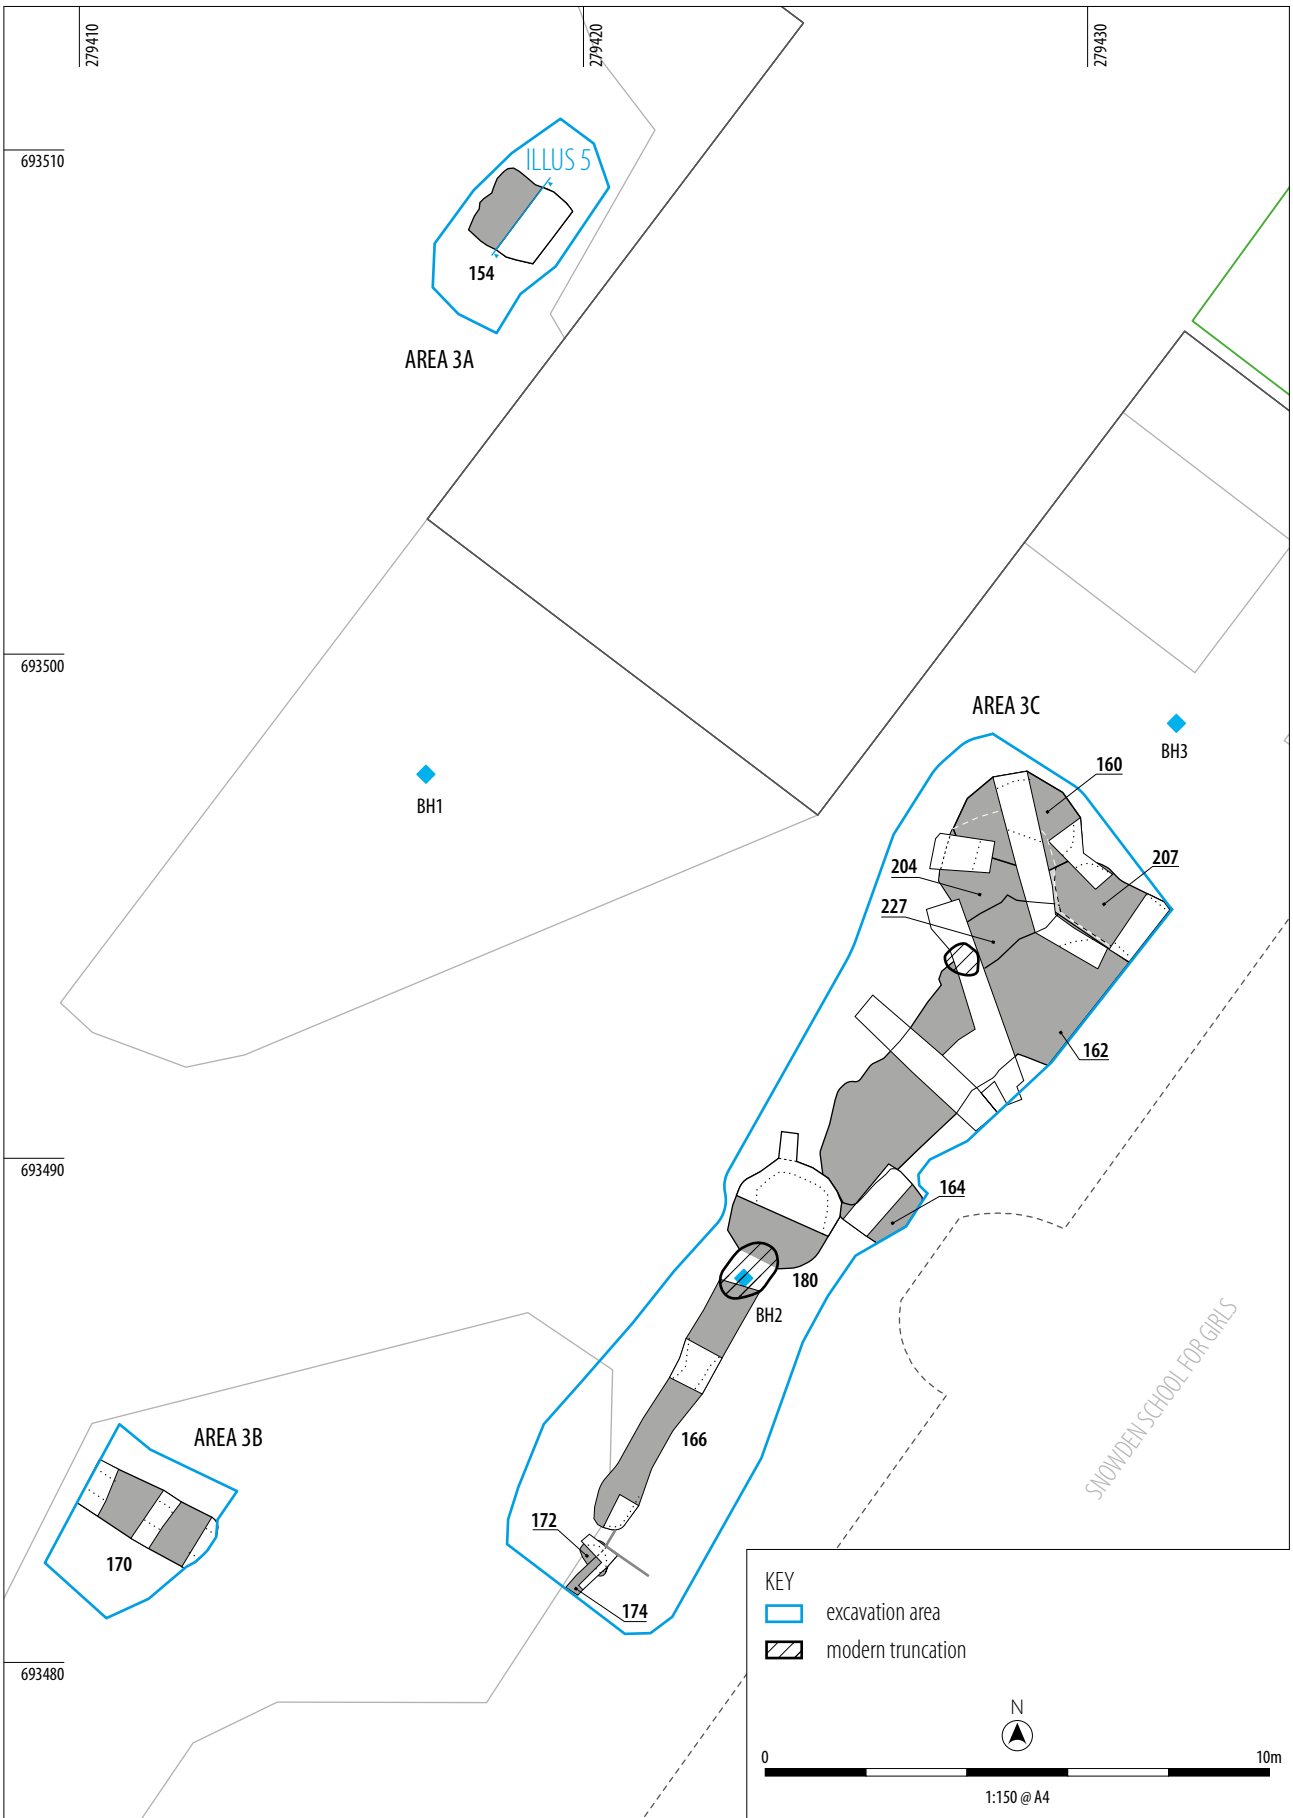 279410
279420
279430
693510
ILLUS 5
154
AREA 3A
693500
AREA 3C
BH3
160
BH1
207
204
227
162
693490
164
180
BH2
SNOWDEN SCHOOL FOR GIRLS
AREA 3B
166
172
170
174
KEY
excavation area
modern truncation
693480
N
0 10m
1:150 @ A4